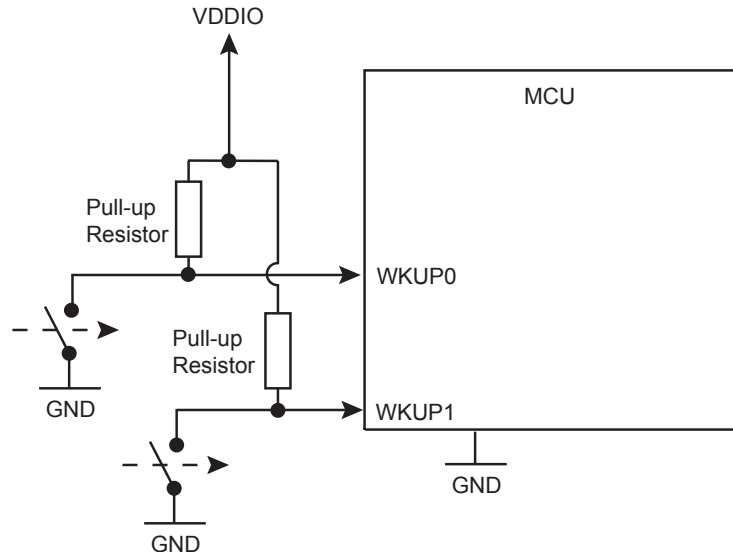 VDDIO
MCU
Pull-up
Resistor
WKUP0
Pull-up
Resistor
GND
WKUP1
GND
GND